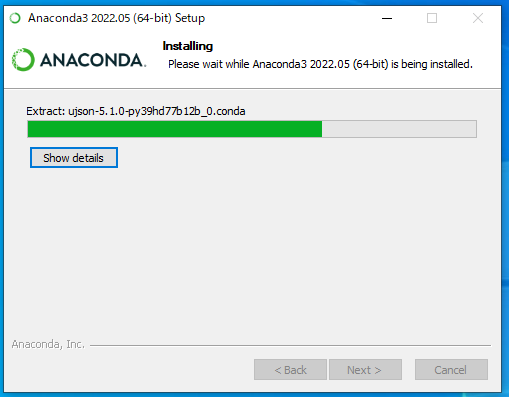 Anaconda3 2022.05 (64-bit) Setup
ANACONDA.
Installing
Please wait while Anaconda3 2022.05 (64-bit) is being installed.
Extract: ujson-5.1.0-py39hd77b12b_0.conda
Show details
Anaconda, Inc.
< Back
Next >
Cancel